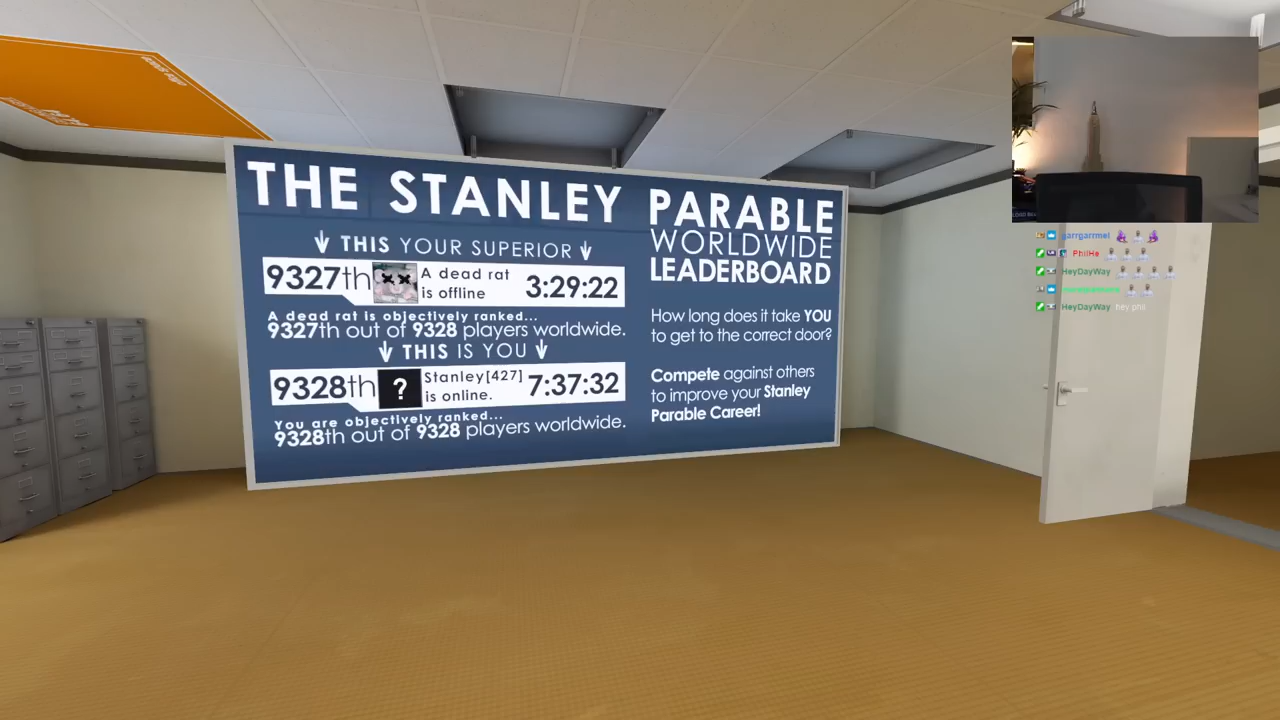 THE STANLEY PARABLE
WORLDWIDE
LEADERBOARD
THIS YOUR SUPERIOR
9327th
A dead rat
is offline
3:29:22
A dead rat is objectively ranked...
9327th out of 9328 players worldwide.
THIS IS YOU
9328th
?
Stanley[427]
is online.
7:37:32
You are objectively ranked...
9328th out of 9328 players worldwide.
How long does it take YOU
to get to the correct door?
Compete against others
to improve your Stanley
Parable Career!
garrgarrmel
PhilHe
HeyDayWay
HeyDayWay hey phil